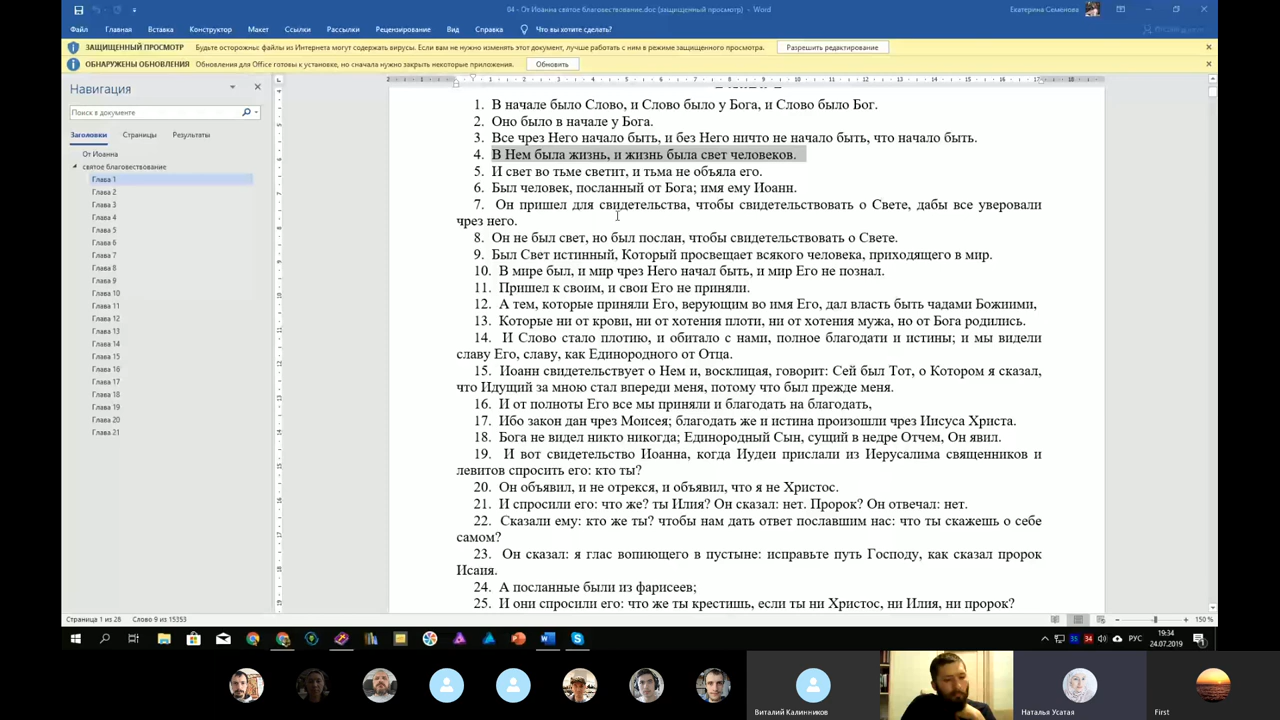 04 - От Иоанна святое благовествование.doc (защищенный просмотр) - Word
Екатерина Семенова
Файл Главная Вставка Конструктор Макет Ссылки Рассылки Рецензирование Вид Справка Что вы хотите сделать?
ЗАЩИЩЕННЫЙ ПРОСМОТР Будьте осторожны: файлы из Интернета могут содержать вирусы. Если вам не нужно изменять этот документ, лучше работать с ним в режиме защищенного просмотра. Разрешить редактирование
ОБНАРУЖЕНЫ ОБНОВЛЕНИЯ Обновления для Office готовы к установке, но сначала нужно закрыть некоторые приложения. Обновить
Навигация
Поиск в документе
Заголовки Страницы Результаты
От Иоанна
святое благовествование
Глава 1
Глава 2
Глава 3
Глава 4
Глава 5
Глава 6
Глава 7
Глава 8
Глава 9
Глава 10
Глава 11
Глава 12
Глава 13
Глава 14
Глава 15
Глава 16
Глава 17
Глава 18
Глава 19
Глава 20
Глава 21
1. В начале было Слово, и Слово было у Бога, и Слово было Бог.
2. Оно было в начале у Бога.
3. Все чрез Него начало быть, и без Него ничто не начало быть, что начало быть.
4. В Нем была жизнь, и жизнь была свет человеков.
5. И свет во тьме светит, и тьма не объяла его.
6. Был человек, посланный от Бога; имя ему Иоанн.
7. Он пришел для свидетельства, чтобы свидетельствовать о Свете, дабы все уверовали
чрез него.
8. Он не был свет, но был послан, чтобы свидетельствовать о Свете.
9. Был Свет истинный, Который просвещает всякого человека, приходящего в мир.
10. В мире был, и мир чрез Него начал быть, и мир Его не познал.
11. Пришел к своим, и свои Его не приняли.
12. А тем, которые приняли Его, верующим во имя Его, дал власть быть чадами Божиими,
13. Которые ни от крови, ни от хотения плоти, ни от хотения мужа, но от Бога родились.
14. И Слово стало плотию, и обитало с нами, полное благодати и истины; и мы видели
славу Его, славу, как Единородного от Отца.
15. Иоанн свидетельствует о Нем и, восклицая, говорит: Сей был Тот, о Котором я сказал,
что Идущий за мною стал впереди меня, потому что был прежде меня.
16. И от полноты Его все мы приняли и благодать на благодать,
17. Ибо закон дан чрез Моисея; благодать же и истина произошли чрез Иисуса Христа.
18. Бога не видел никто никогда; Единородный Сын, сущий в недре Отчем, Он явил.
19. И вот свидетельство Иоанна, когда Иудеи прислали из Иерусалима священников и
левитов спросить его: кто ты?
20. Он объявил, и не отрекся, и объявил, что я не Христос.
21. И спросили его: что же? ты Илия? Он сказал: нет. Пророк? Он отвечал: нет.
22. Сказали ему: кто же ты? чтобы нам дать ответ пославшим нас: что ты скажешь о себе
самом?
23. Он сказал: я глас вопиющего в пустыне: исправьте путь Господу, как сказал пророк
Исаия.
24. А посланные были из фарисеев;
25. И они спросили его: что же ты крестишь, если ты ни Христос, ни Илия, ни пророк?
Страница 1 из 28 Слово 9 из 15353
150 %
РУС
19:34
24.07.2019
Виталий Калинников
Наталья Усатая
First